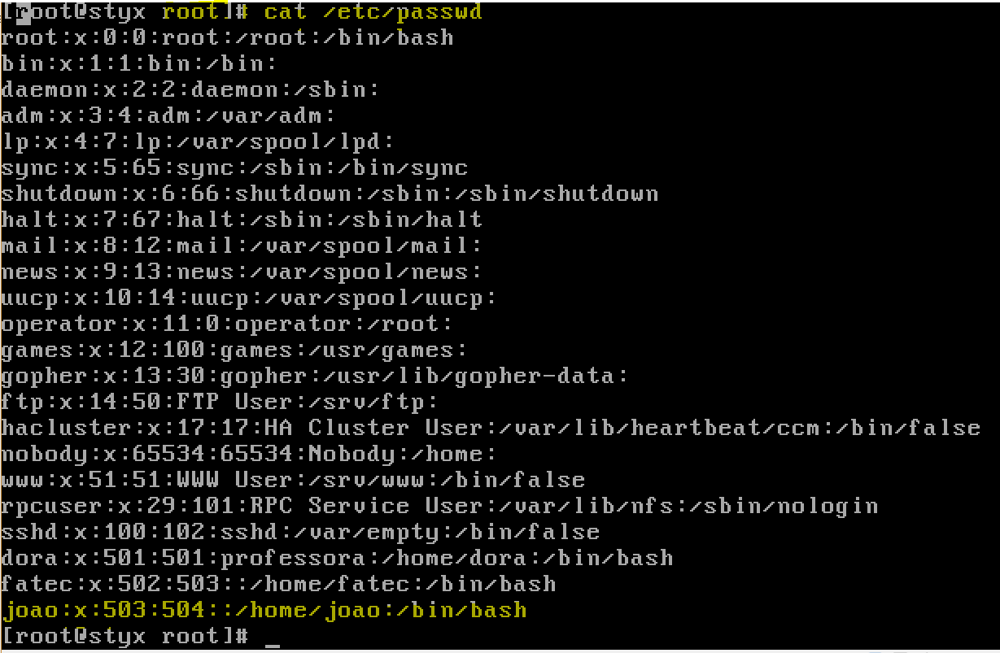 [root@styx root]# cat /etc/passwd
root:x:0:0:root:/root:/bin/bash
bin:x:1:1:bin:/bin:
daemon:x:2:2:daemon:/sbin:
adm:x:3:4:adm:/var/adm:
lp:x:4:7:lp:/var/spool/lpd:
sync:x:5:65:sync:/sbin:/bin/sync
shutdown:x:6:66:shutdown:/sbin:/sbin/shutdown
halt:x:7:67:halt:/sbin:/sbin/halt
mail:x:8:12:mail:/var/spool/mail:
news:x:9:13:news:/var/spool/news:
uucp:x:10:14:uucp:/var/spool/uucp:
operator:x:11:0:operator:/root:
games:x:12:100:games:/usr/games:
gopher:x:13:30:gopher:/usr/lib/gopher-data:
ftp:x:14:50:FTP User:/srv/ftp:
hacluster:x:17:17:HA Cluster User:/var/lib/heartbeat/ccm:/bin/false
nobody:x:65534:65534:Nobody:/home:
www:x:51:51:WWW User:/srv/www:/bin/false
rpcuser:x:29:101:RPC Service User:/var/lib/nfs:/sbin/nologin
sshd:x:100:102:sshd:/var/empty:/bin/false
dora:x:501:501:professora:/home/dora:/bin/bash
fatec:x:502:503::/home/fatec:/bin/bash
joao:x:503:504::/home/joao:/bin/bash
[root@styx root]# _